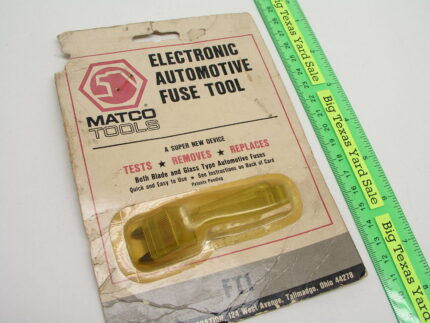 ELECTRONIC
AUTOMOTIVE
FUSE TOOL
MATCO
TOOLS
A SUPER NEW DEVICE
TESTS ★ REMOVES ★ REPLACES
Both Blade and Glass Type Automotive Fuses
Quick and Easy to Use ● See Instructions on Back of Card
Patents Pending
FT1
RATION, 124 West Avenue, Tallmadge, Ohio 44278
Big Texas Yard Sale
Big Texas Yard Sale
Big Texas Yard Sale